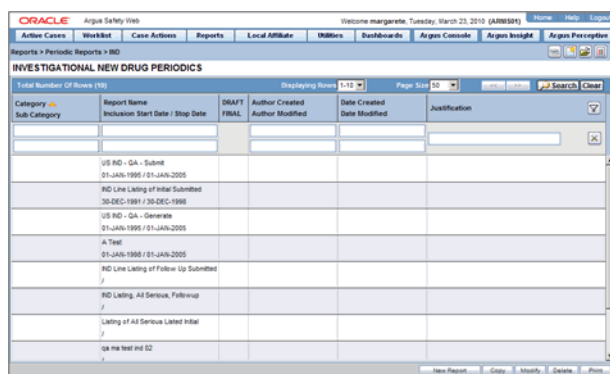 ORACLE Argus Safety Web Welcome margarete, Tuesday, March 23, 2010 (ARMS01) Home Help Logout
Active Cases Worklist Case Actions Reports Local Affiliate Utilities Dashboards Argus Console Argus Insight Argus Perceptive
Reports > Periodic Reports > IND
INVESTIGATIONAL NEW DRUG PERIODICS
Total Number Of Rows (10) Displaying Rows 1-10 Page Size 50 << >> Search Clear
Category Report Name DRAFT Author Created Date Created Justification
Sub Category Inclusion Start Date / Stop Date FINAL Author Modified Date Modified
US IND - QA - Submit
01-JAN-1995 / 01-JAN-2005
IND Line Listing of Initial Submitted
30-DEC-1991 / 30-DEC-1998
US IND - QA - Generate
01-JAN-1995 / 01-JAN-2005
A Test
01-JAN-1998 / 01-JAN-2005
IND Line Listing of Follow Up Submitted
/
IND Listing, All Serious, Followup
/
Listing of All Serious Listed Initial
/
qa ma test ind 02
/
New Report Copy Modify Delete Print